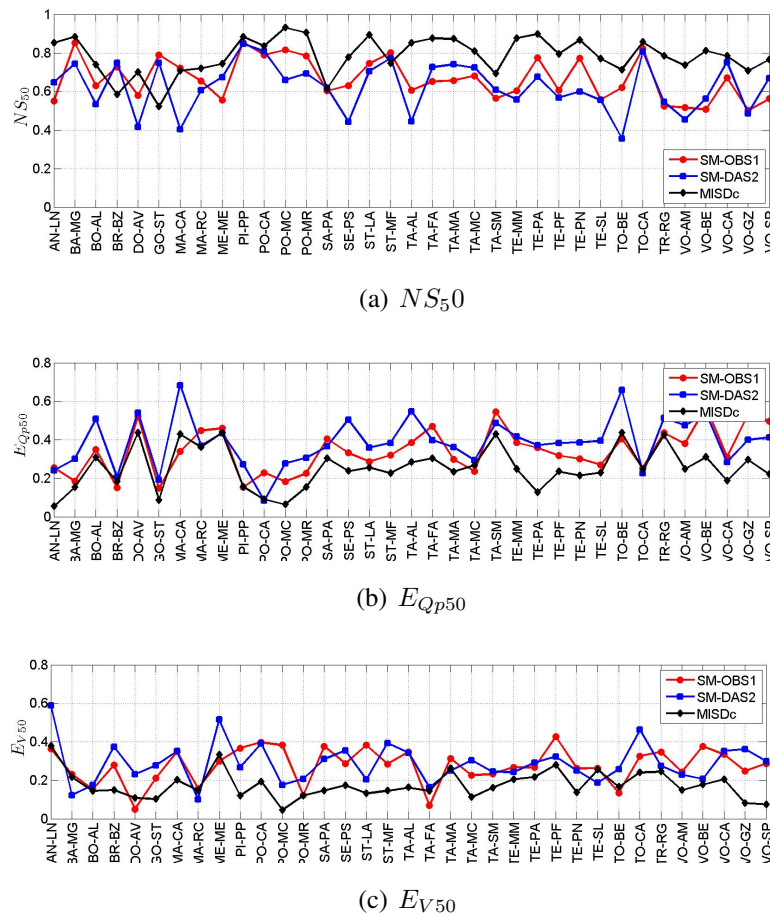 1
0.8
0.6
0.4
0.2
0
NS50
SM-OBS1
SM-DAS2
MISDc
AN-LN BA-MG BO-AL BR-BZ DO-AV GO-ST MA-CA MA-RC ME-ME PI-PP PO-CA PO-MC PO-MR SA-PA SE-PS ST-LA ST-MF TA-AL TA-FA TA-MA TA-MC TA-SM TE-MM TE-PA TE-PF TE-PN TE-SL TO-BE TO-CA TR-RG VO-AM VO-BE VO-CA VO-GZ VO-SP
(a) NS50
0.8
0.6
0.4
0.2
0
EQp50
SM-OBS1
SM-DAS2
MISDc
AN-LN BA-MG BO-AL BR-BZ DO-AV GO-ST MA-CA MA-RC ME-ME PI-PP PO-CA PO-MC PO-MR SA-PA SE-PS ST-LA ST-MF TA-AL TA-FA TA-MA TA-MC TA-SM TE-MM TE-PA TE-PF TE-PN TE-SL TO-BE TO-CA TR-RG VO-AM VO-BE VO-CA VO-GZ VO-SP
(b) EQp50
0.8
0.6
0.4
0.2
0
EV50
SM-OBS1
SM-DAS2
MISDc
AN-LN BA-MG BO-AL BR-BZ DO-AV GO-ST MA-CA MA-RC ME-ME PI-PP PO-CA PO-MC PO-MR SA-PA SE-PS ST-LA ST-MF TA-AL TA-FA TA-MA TA-MC TA-SM TE-MM TE-PA TE-PF TE-PN TE-SL TO-BE TO-CA TR-RG VO-AM VO-BE VO-CA VO-GZ VO-SP
(c) EV50